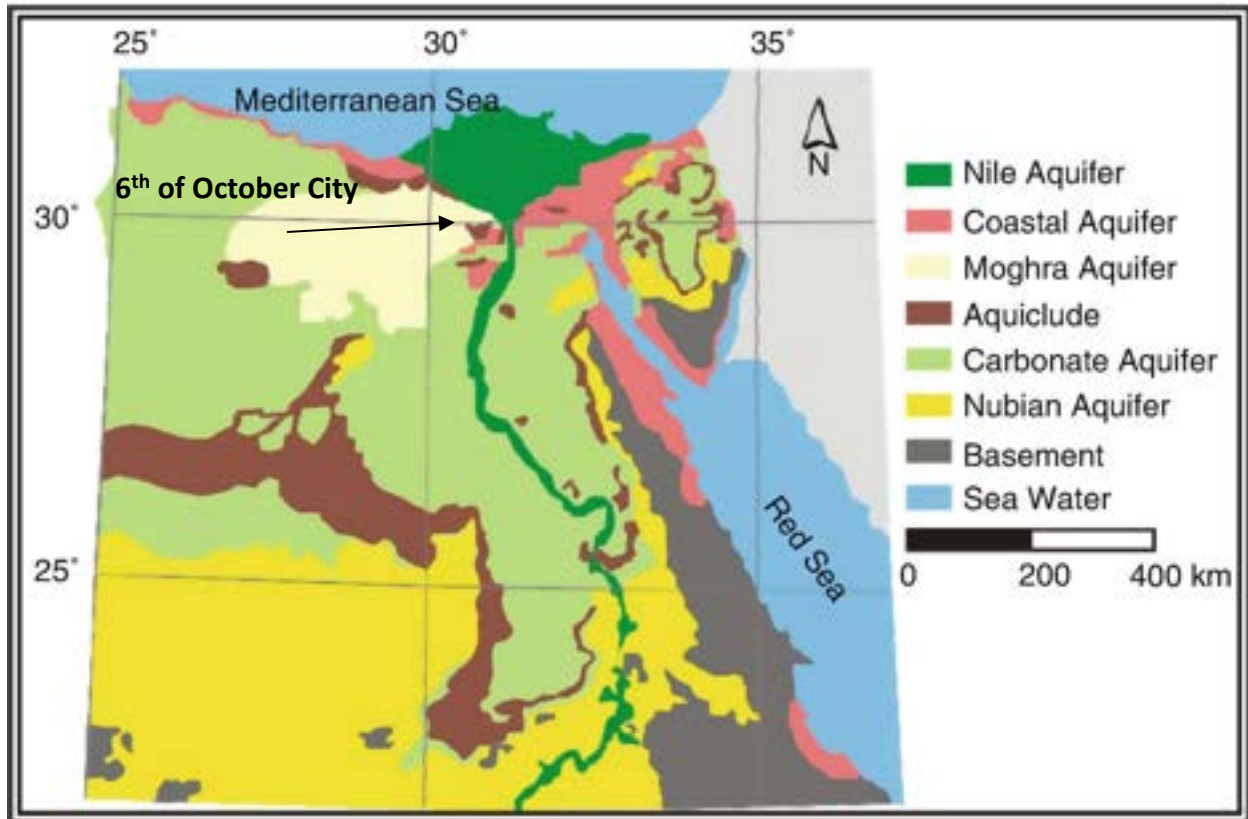 25°
30°
35°
Mediterranean Sea
N
6th of October City
30°
25°
Red Sea
Nile Aquifer
Coastal Aquifer
Moghra Aquifer
Aquiclude
Carbonate Aquifer
Nubian Aquifer
Basement
Sea Water
0 200 400 km